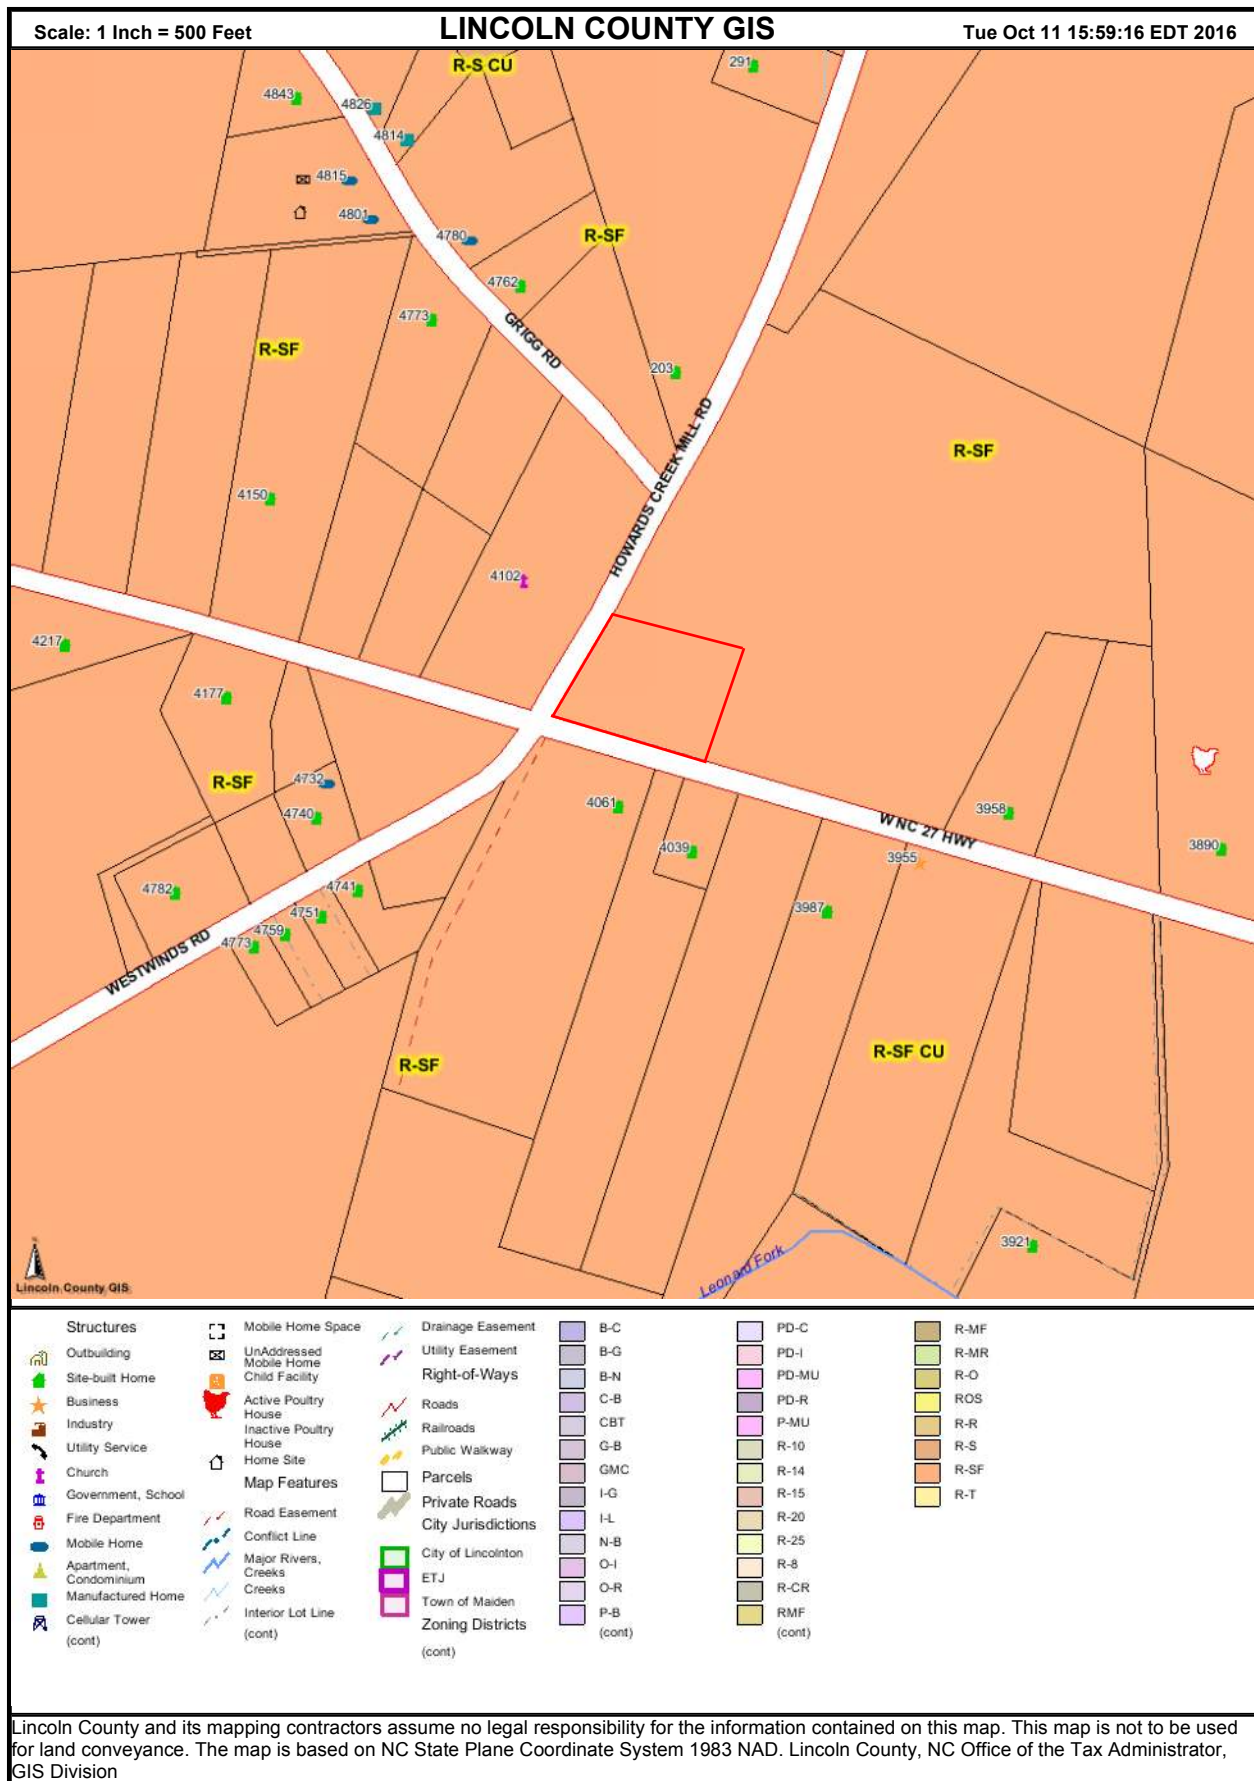 Scale: 1 Inch = 500 Feet
LINCOLN COUNTY GIS
Tue Oct 11 15:59:16 EDT 2016
R-S CU
291
4843
4826
4814
4815
4801
4780
R-SF
4762
4773
GRIGG RD
R-SF
203
HOWARDS CREEK MILL RD
R-SF
4150
4102
4217
4177
R-SF
4732
4740
4061
4039
3958
W NC 27 HWY
3955
3890
4782
4741
4751
4759
4773
3987
WESTWINDS RD
R-SF
R-SF CU
3921
Leonard Fork
Lincoln County GIS
Structures
Outbuilding
Site-built Home
Business
Industry
Utility Service
Church
Government, School
Fire Department
Mobile Home
Apartment,
Condominium
Manufactured Home
Cellular Tower
(cont)
Mobile Home Space
UnAddressed
Mobile Home
Child Facility
Active Poultry
House
Inactive Poultry
House
Home Site
Map Features
Road Easement
Conflict Line
Major Rivers,
Creeks
Creeks
Interior Lot Line
(cont)
Drainage Easement
Utility Easement
Right-of-Ways
Roads
Railroads
Public Walkway
Parcels
Private Roads
City Jurisdictions
City of Lincolnton
ETJ
Town of Maiden
Zoning Districts
(cont)
B-C
B-G
B-N
C-B
CBT
G-B
GMC
I-G
I-L
N-B
O-I
O-R
P-B
(cont)
PD-C
PD-I
PD-MU
PD-R
P-MU
R-10
R-14
R-15
R-20
R-25
R-8
R-CR
RMF
(cont)
R-MF
R-MR
R-O
ROS
R-R
R-S
R-SF
R-T
Lincoln County and its mapping contractors assume no legal responsibility for the information contained on this map. This map is not to be used
for land conveyance. The map is based on NC State Plane Coordinate System 1983 NAD. Lincoln County, NC Office of the Tax Administrator,
GIS Division